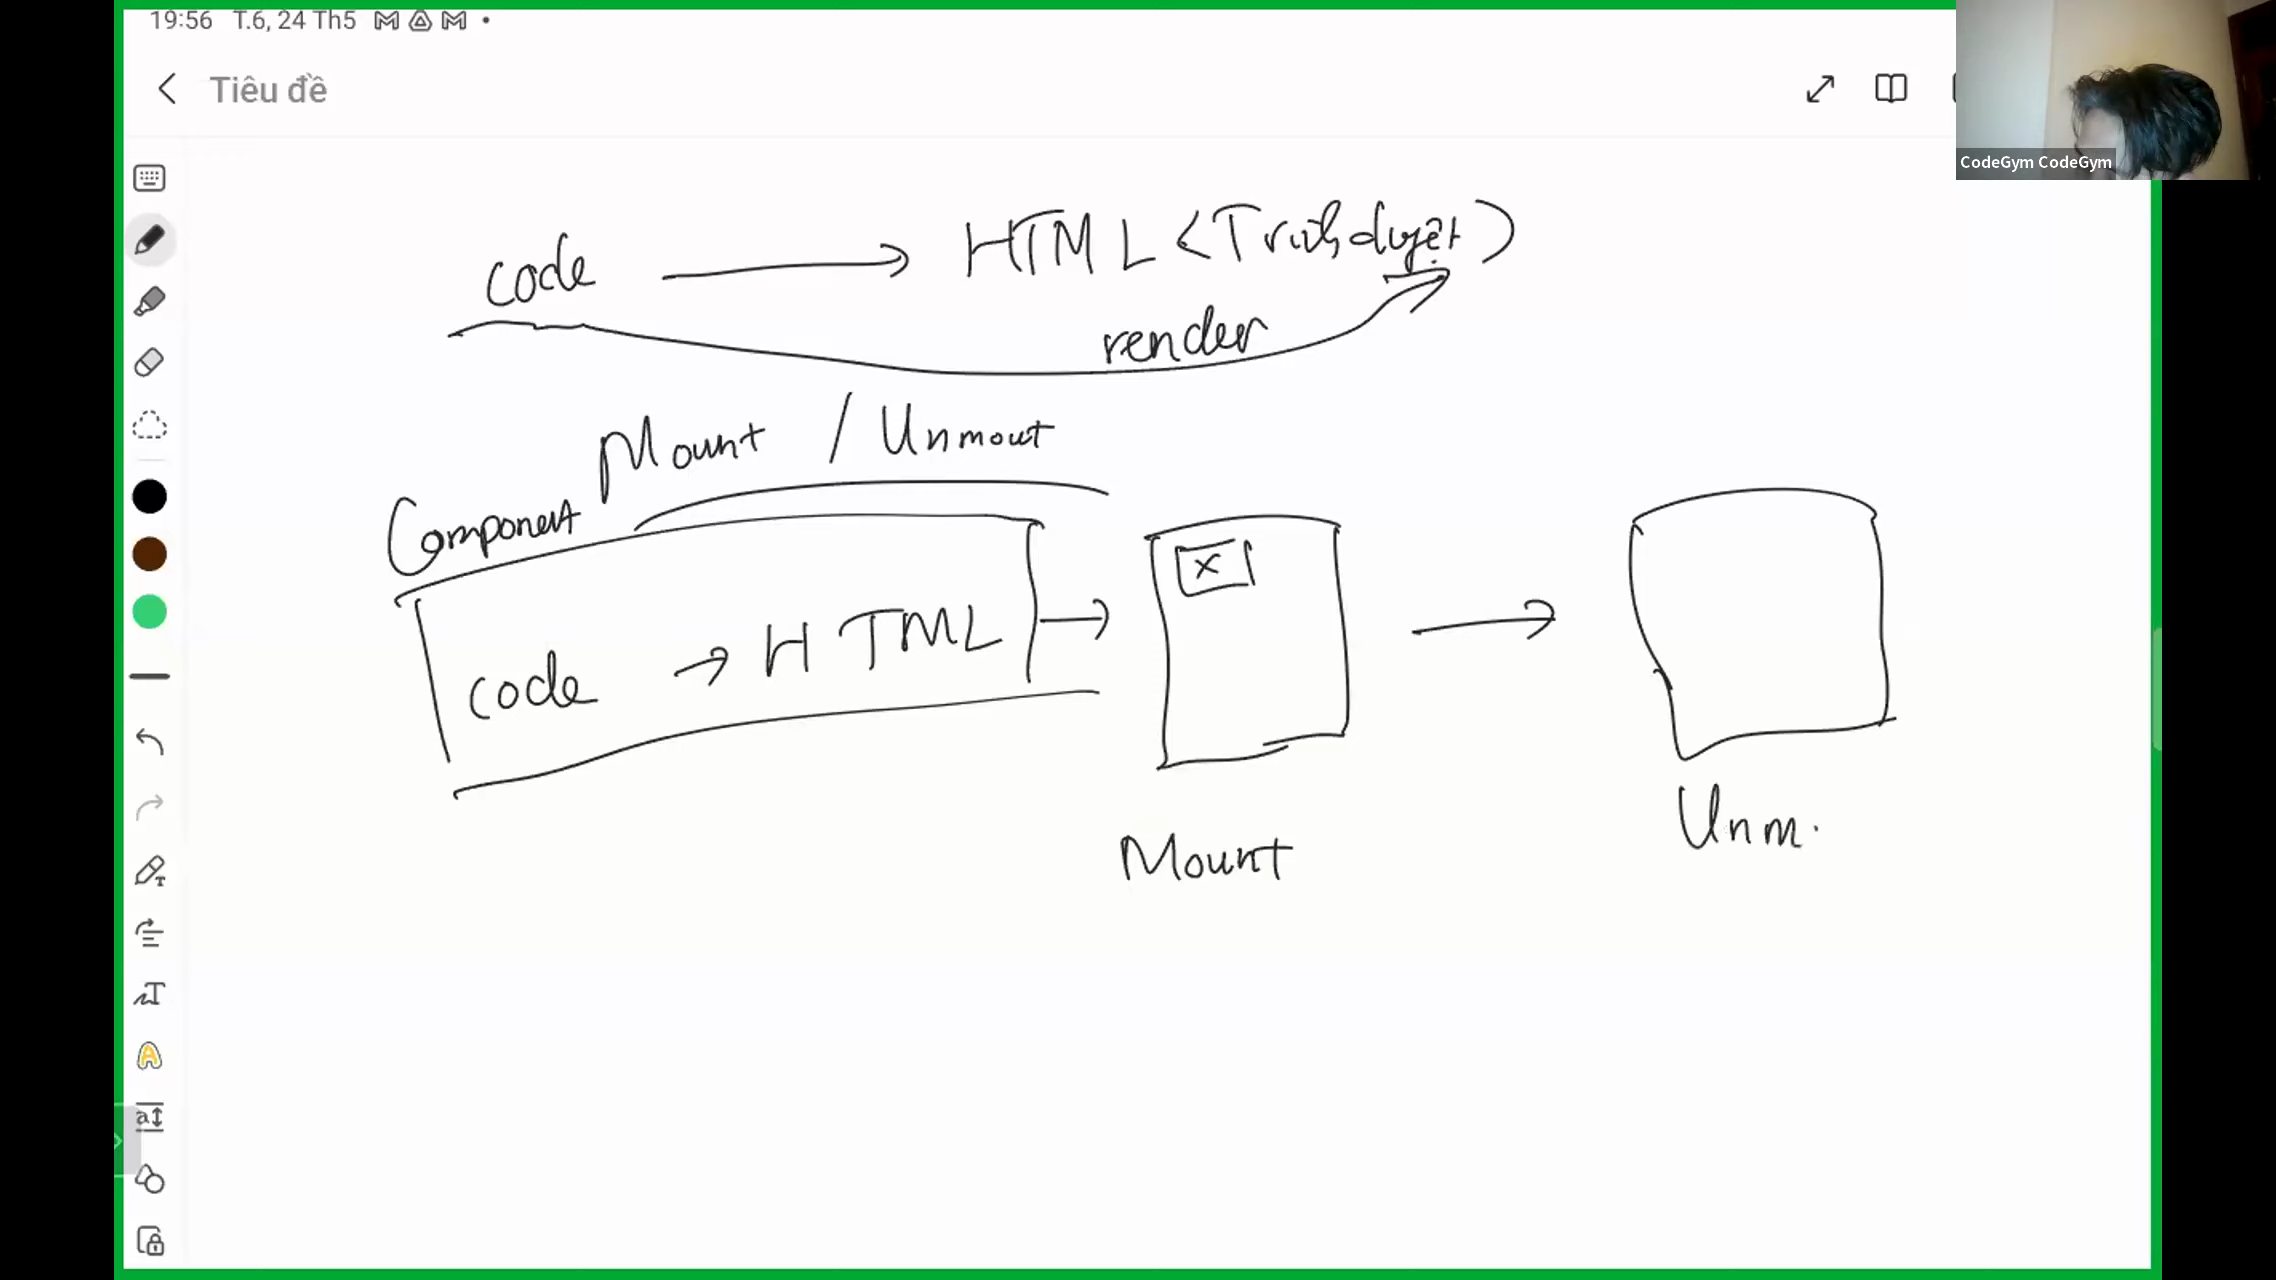 19:56 T.6, 24 Th5
Tiêu đề
CodeGym CodeGym
code → HTML (Trình duyệt)
render
Mount / Unmout
Component
code → HTML → x →
Mount
Unm.